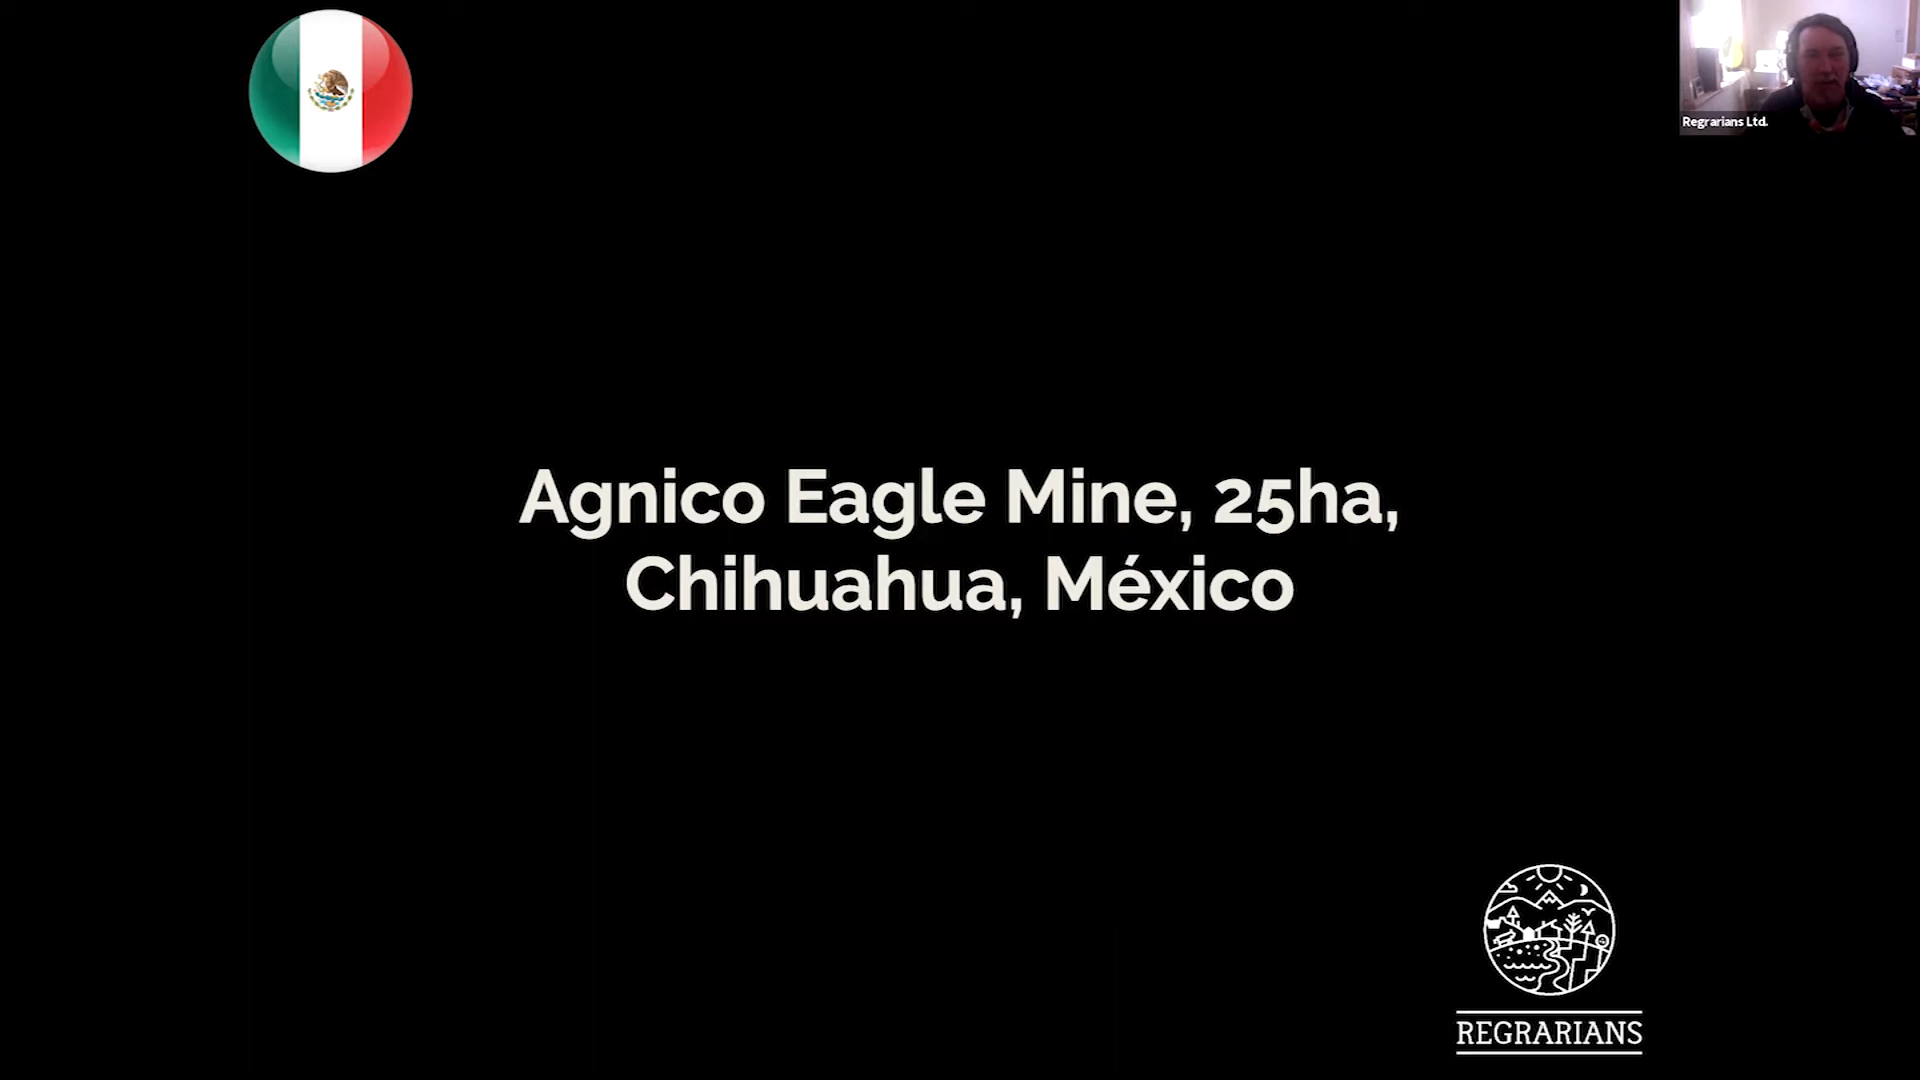 Regrarians Ltd.
Agnico Eagle Mine, 25ha,
Chihuahua, México
REGRARIANS